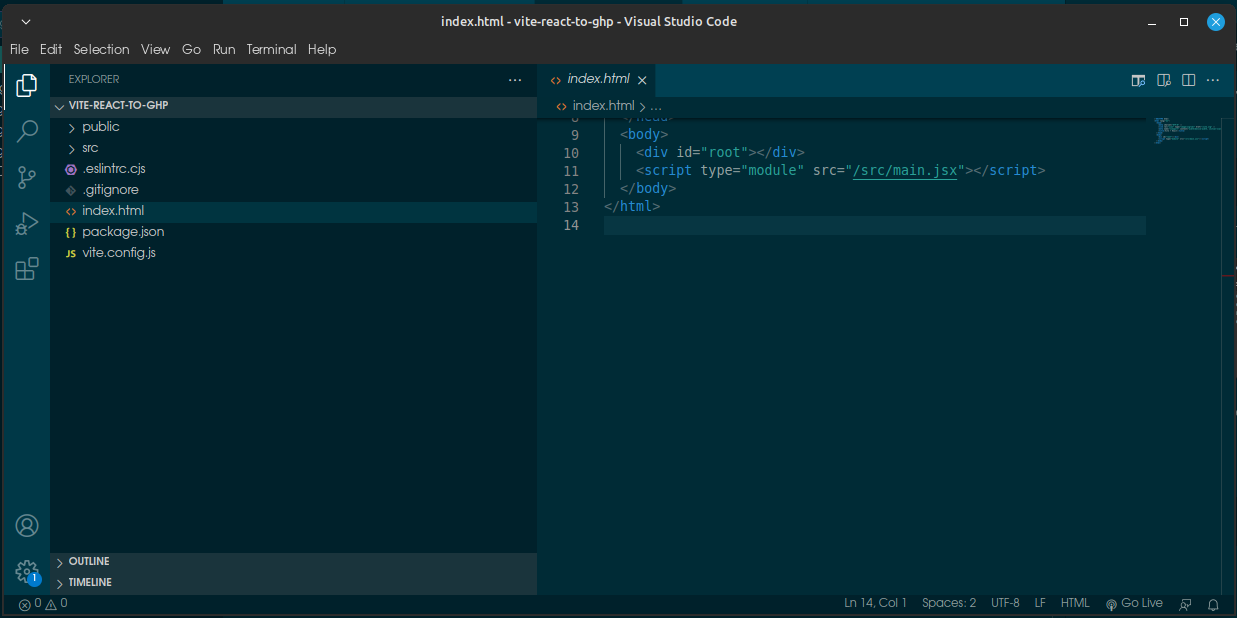 index.html - vite-react-to-ghp - Visual Studio Code
File Edit Selection View Go Run Terminal Help
EXPLORER
VITE-REACT-TO-GHP
public
src
.eslintrc.cjs
.gitignore
index.html
{ } package.json
JS vite.config.js
OUTLINE
TIMELINE
<> index.html
<> index.html > ...
8 </head>
9 <body>
10 <div id="root"></div>
11 <script type="module" src="/src/main.jsx"></script>
12 </body>
13 </html>
14
1
0 0
Ln 14, Col 1 Spaces: 2 UTF-8 LF HTML Go Live